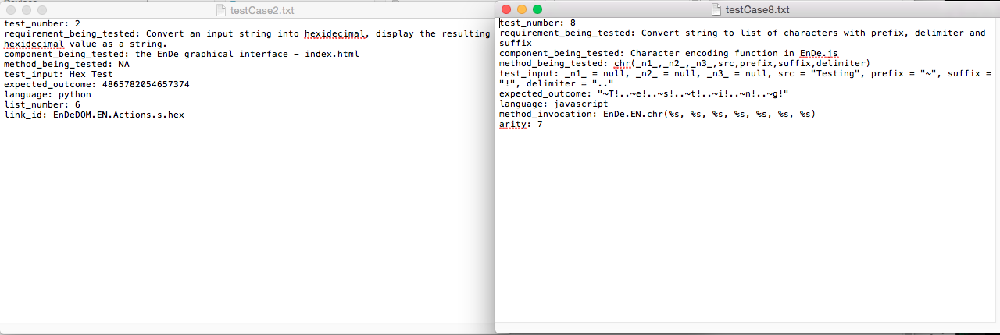 testCase2.txt
test_number: 2
requirement_being_tested: Convert an input string into hexidecimal, display the resulting
hexidecimal value as a string.
component_being_tested: the EnDe graphical interface - index.html
method_being_tested: NA
test_input: Hex Test
expected_outcome: 4865782054657374
language: python
list_number: 6
link_id: EnDeDOM.EN.Actions.s.hex
testCase8.txt
test_number: 8
requirement_being_tested: Convert string to list of characters with prefix, delimiter and
suffix
component_being_tested: Character encoding function in EnDe.js
method_being_tested: chr(_n1_,_n2_,_n3_,src,prefix,suffix,delimiter)
test_input: _n1_ = null, _n2_ = null, _n3_ = null, src = "Testing", prefix = "~", suffix =
"!", delimiter = ".."
expected_outcome: "~T!..~e!..~s!..~t!..~i!..~n!..~g!"
language: javascript
method_invocation: EnDe.EN.chr(%s, %s, %s, %s, %s, %s, %s)
arity: 7